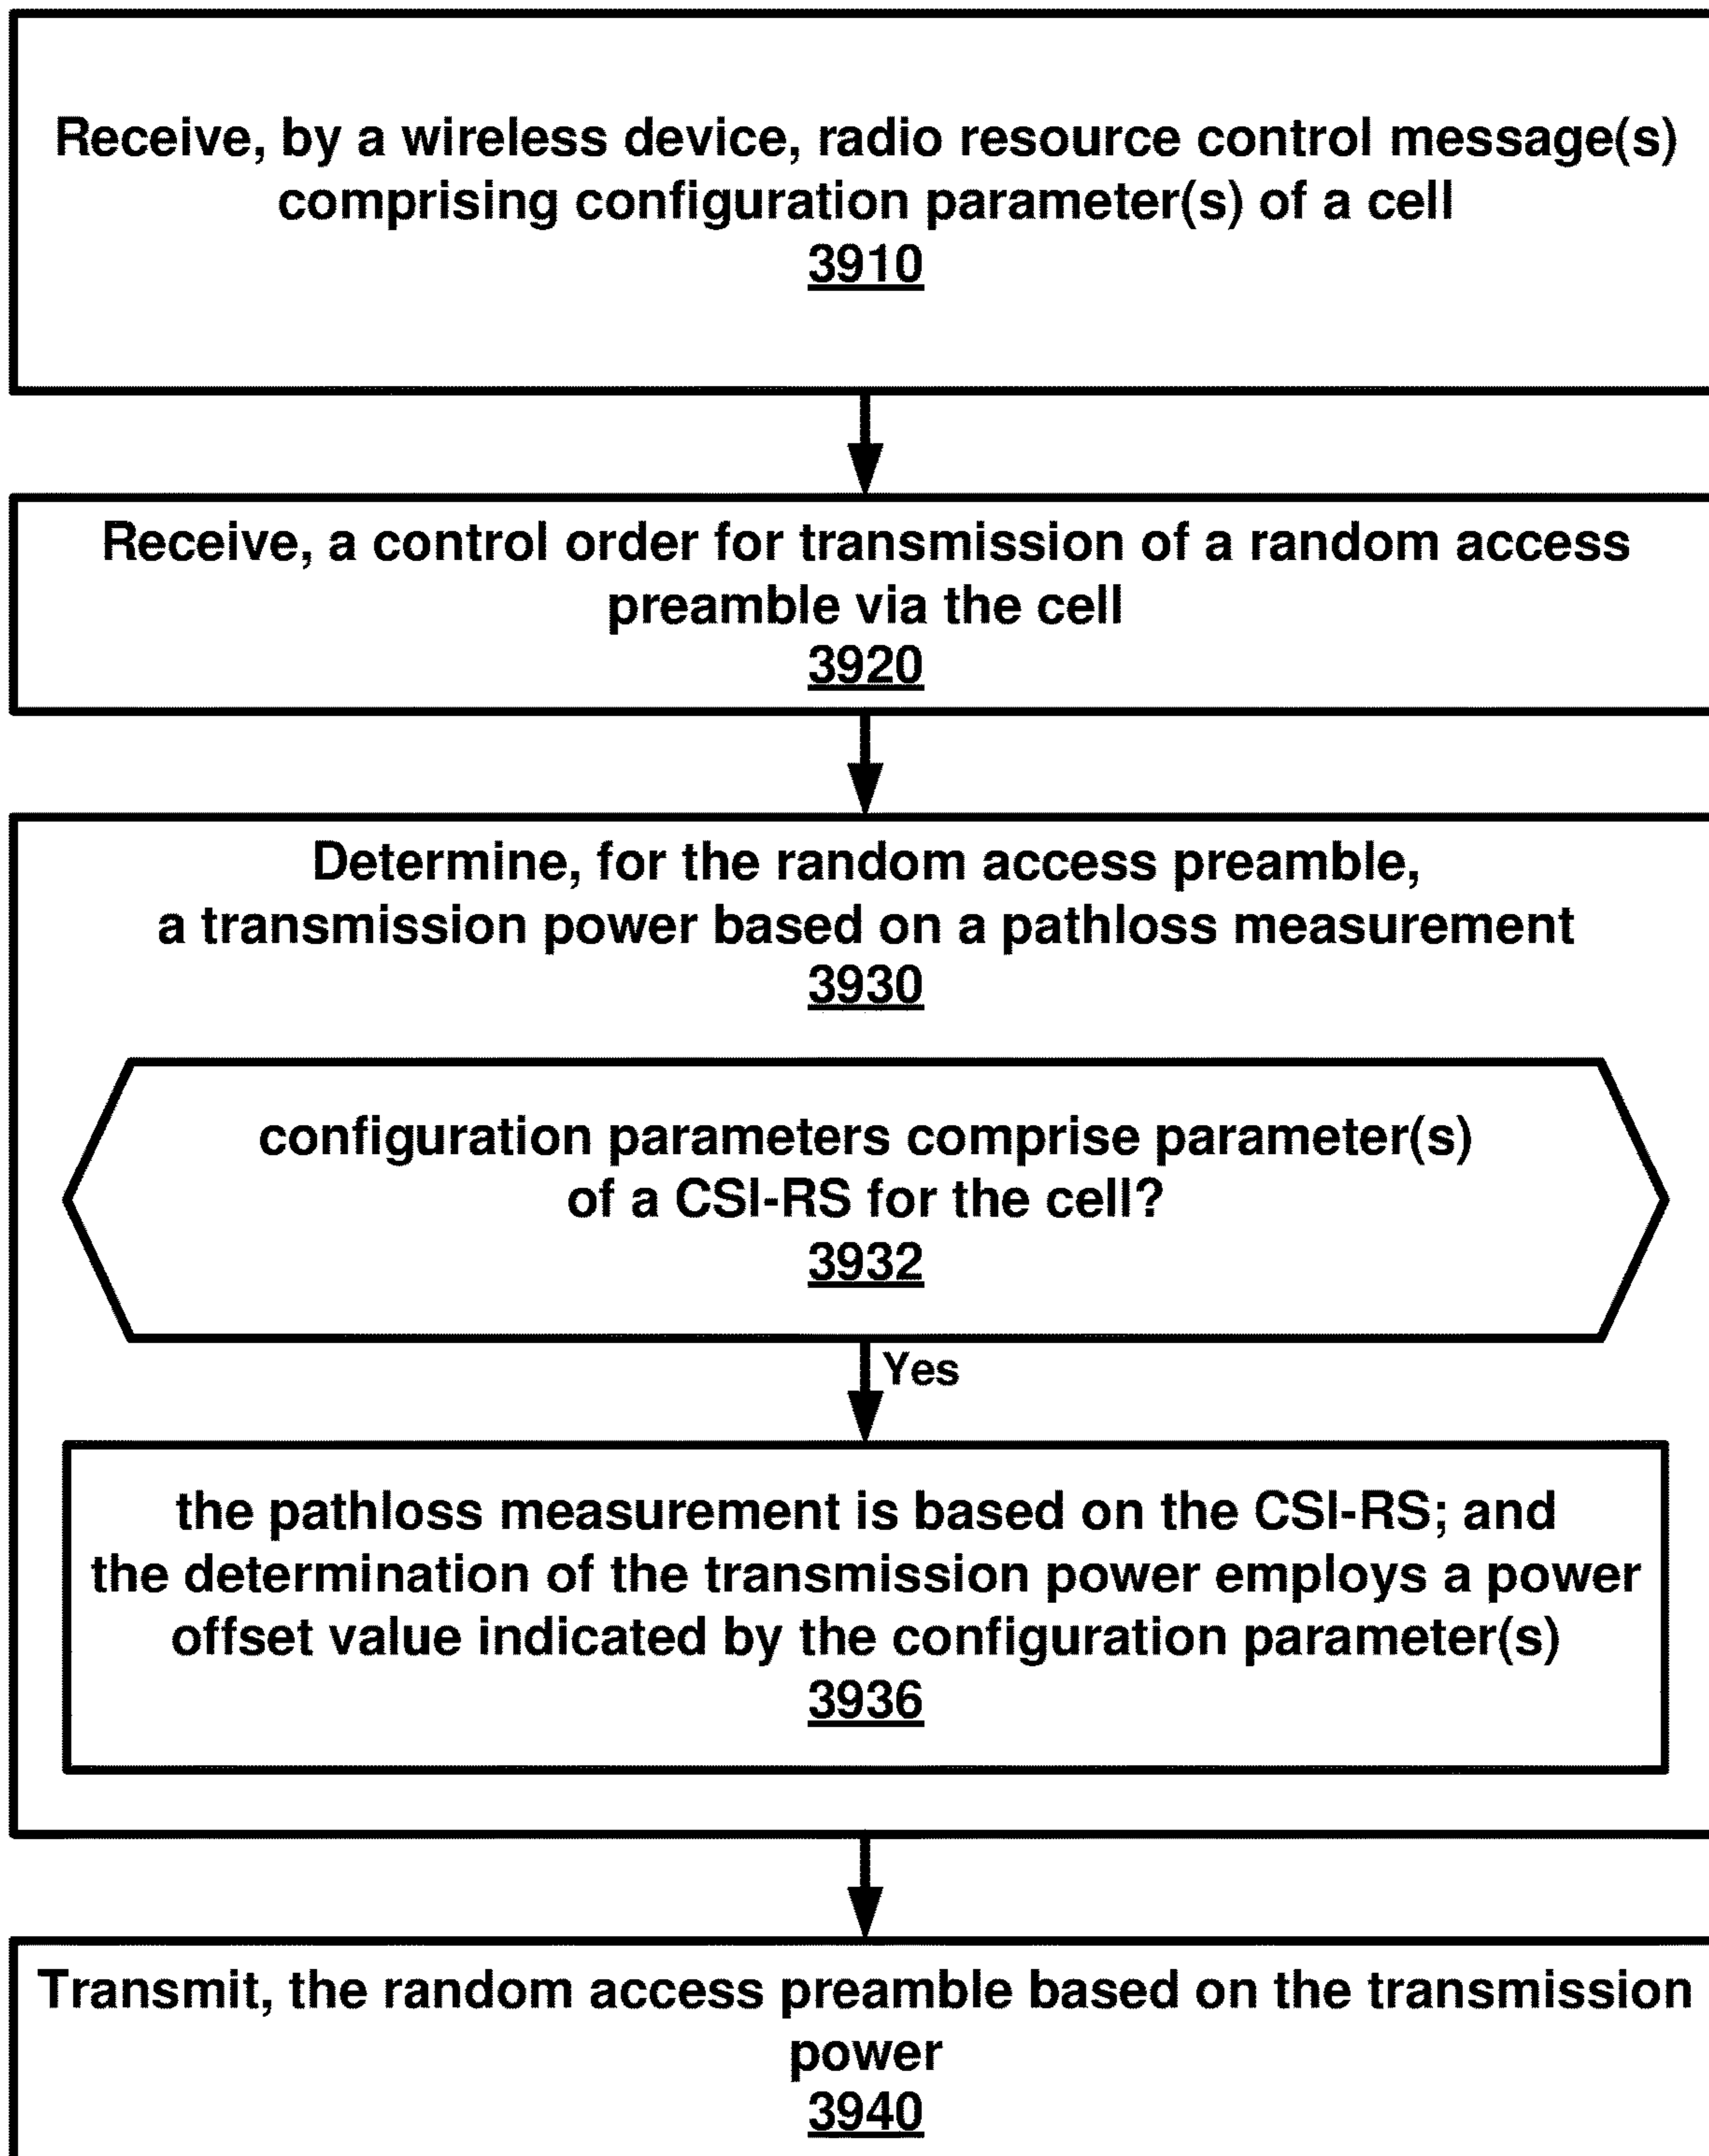 Receive, by a wireless device, radio resource control message(s)
comprising configuration parameter(s) of a cell
3910
Receive, a control order for transmission of a random access
preamble via the cell
3920
Determine, for the random access preamble,
a transmission power based on a pathloss measurement
3930
configuration parameters comprise parameter(s)
of a CSI-RS for the cell?
3932
Yes
the pathloss measurement is based on the CSI-RS; and
the determination of the transmission power employs a power
offset value indicated by the configuration parameter(s)
3936
Transmit, the random access preamble based on the transmission
power
3940